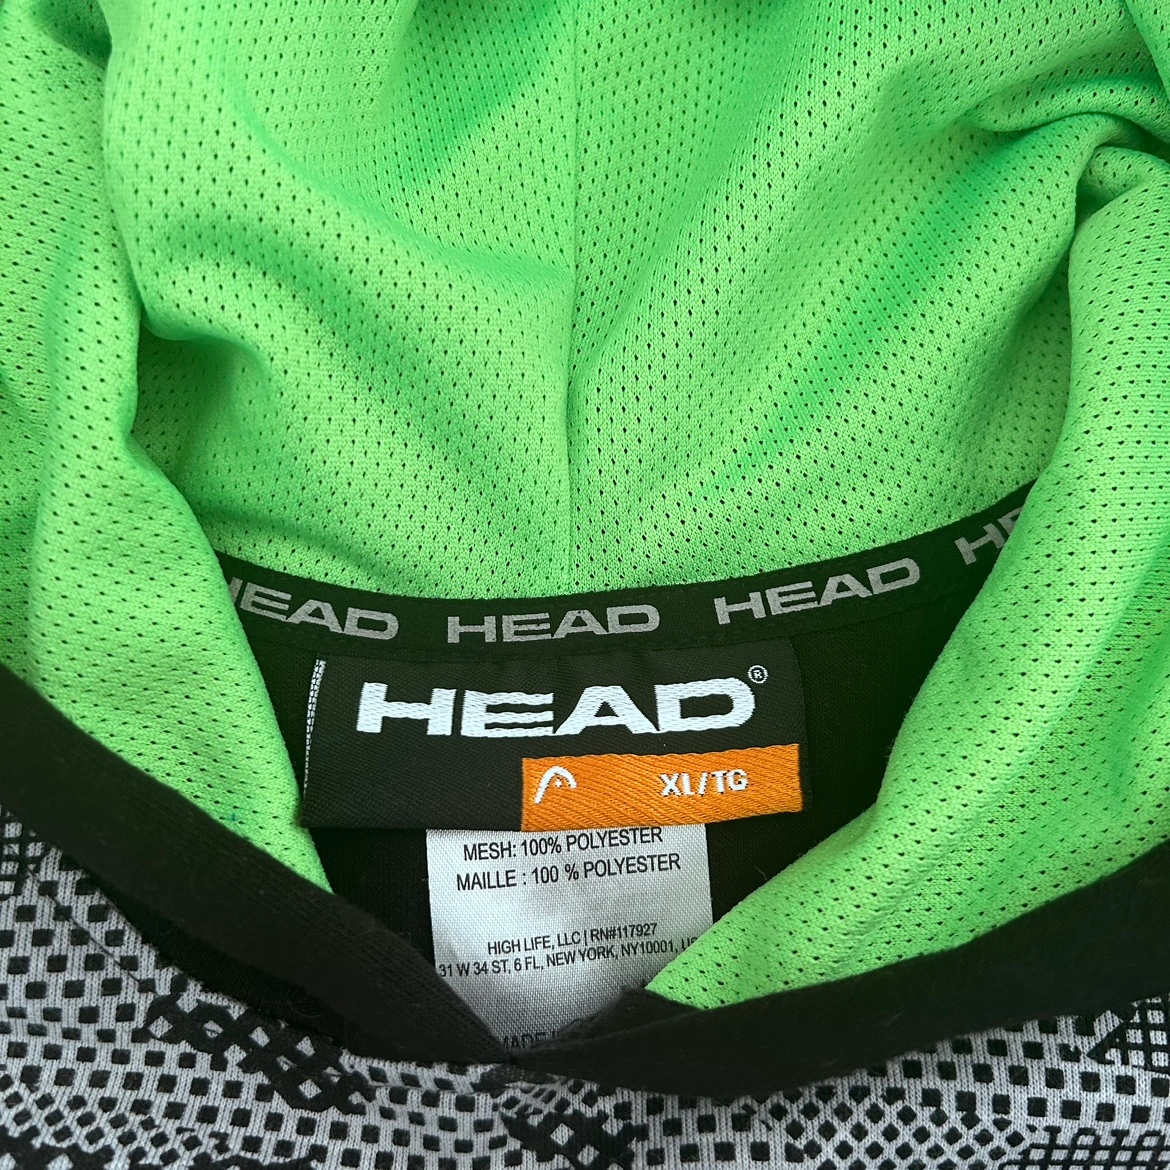 HEAD HEAD HEAD
HEAD®
XL/TG
MESH: 100% POLYESTER
MAILLE : 100 % POLYESTER
HIGH LIFE, LLC | RN#117927
31 W 34 ST, 6 FL, NEW YORK, NY10001,
MADE